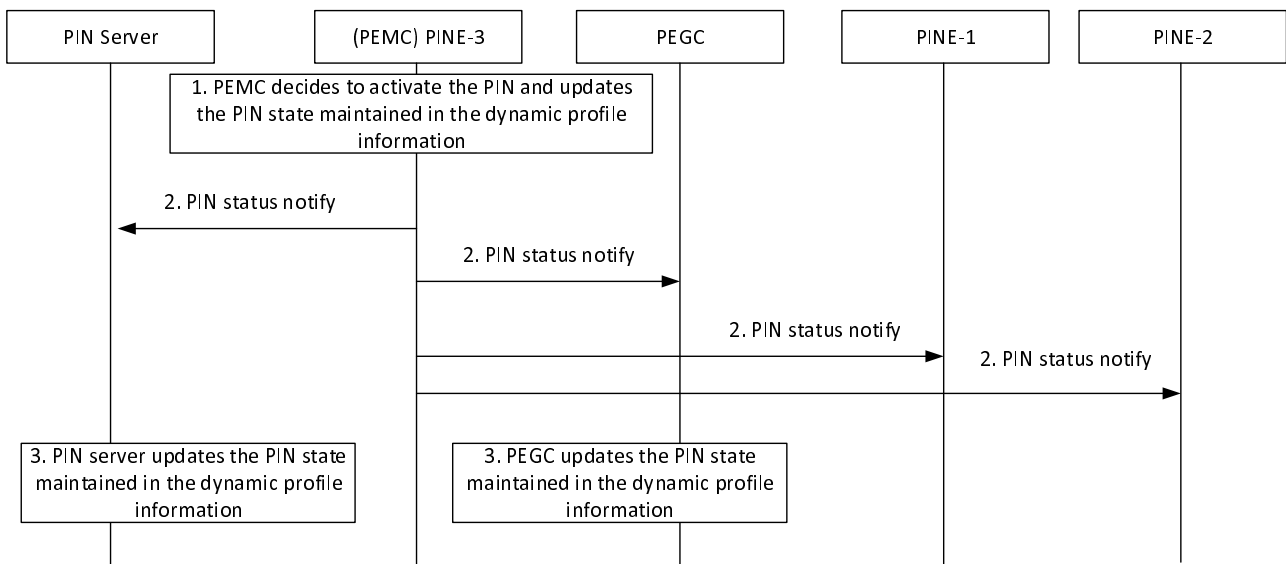 PIN Server
(PEMC) PINE-3
PEGC
PINE-1
PINE-2
1. PEMC decides to activate the PIN and updates
the PIN state maintained in the dynamic profile
information
2. PIN status notify
2. PIN status notify
2. PIN status notify
2. PIN status notify
3. PIN server updates the PIN state
maintained in the dynamic profile
information
3. PEGC updates the PIN state
maintained in the dynamic profile
information